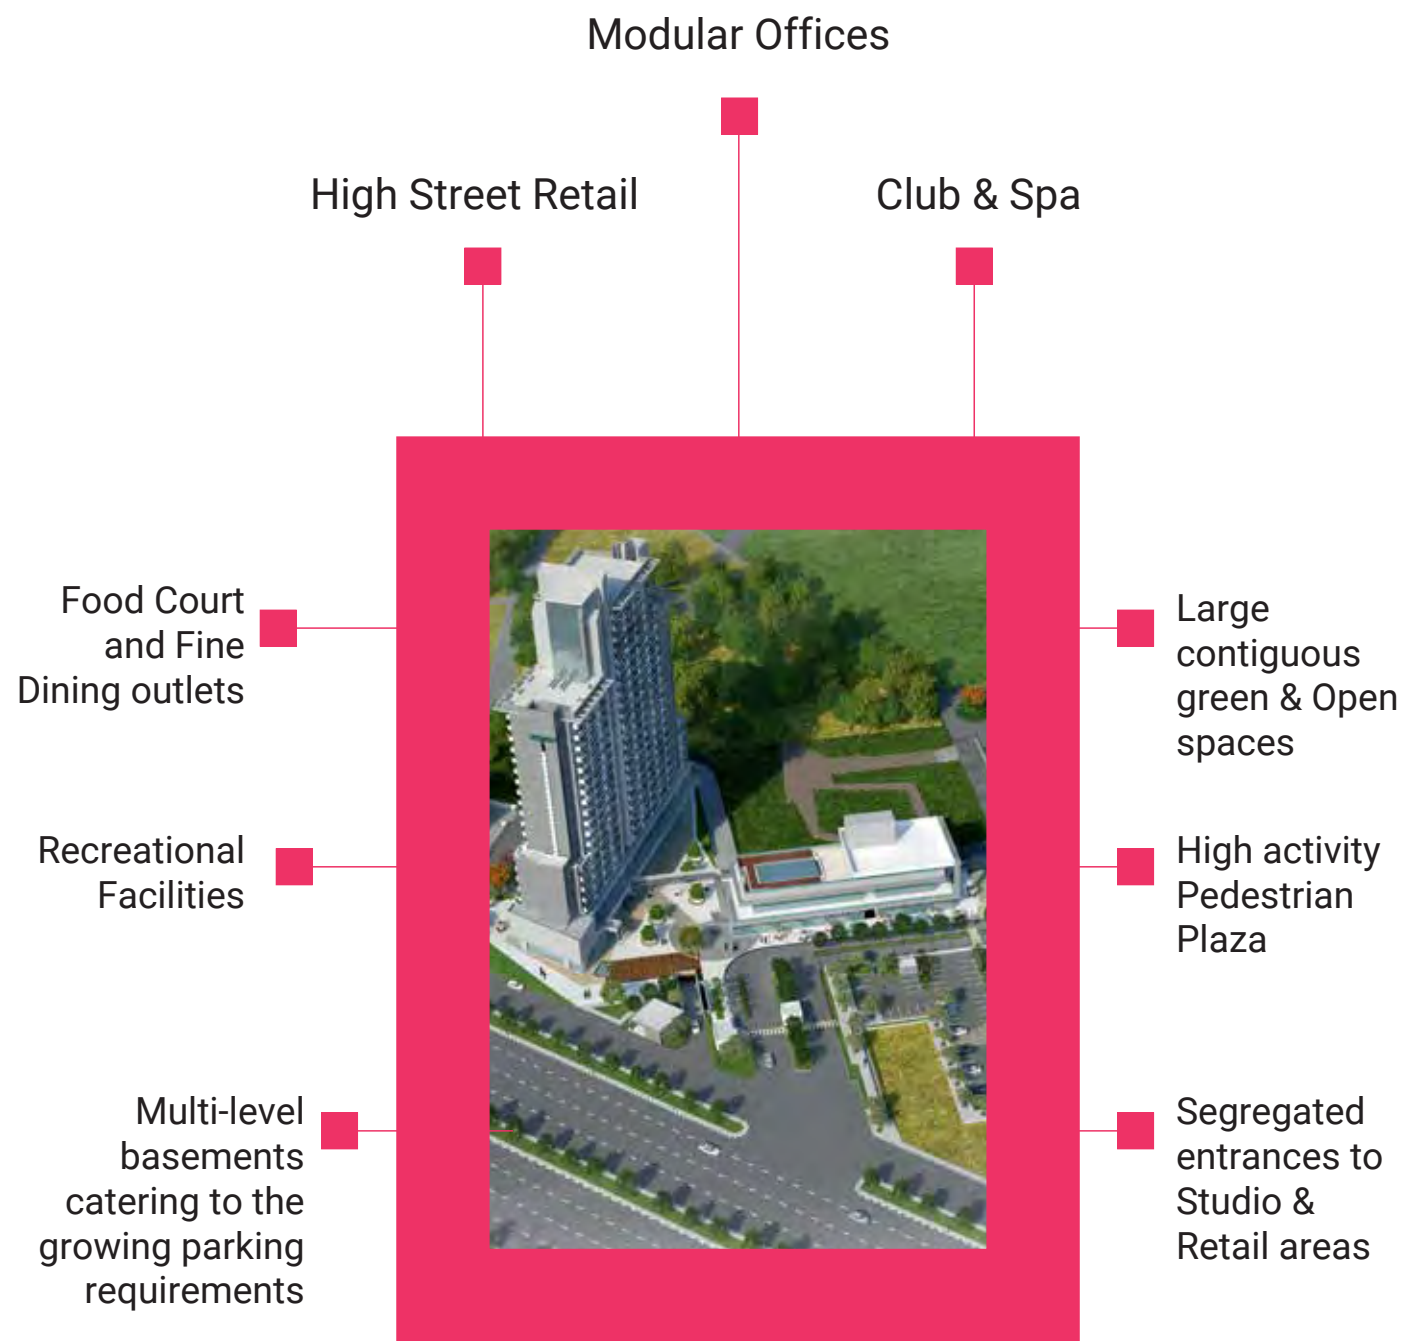 Modular Offices
High Street Retail
Club & Spa
Food Court
and Fine
Dining outlets
Large
contiguous
green & Open
spaces
Recreational
Facilities
High activity
Pedestrian
Plaza
Multi-level
basements
catering to the
growing parking
requirements
Segregated
entrances to
Studio &
Retail areas